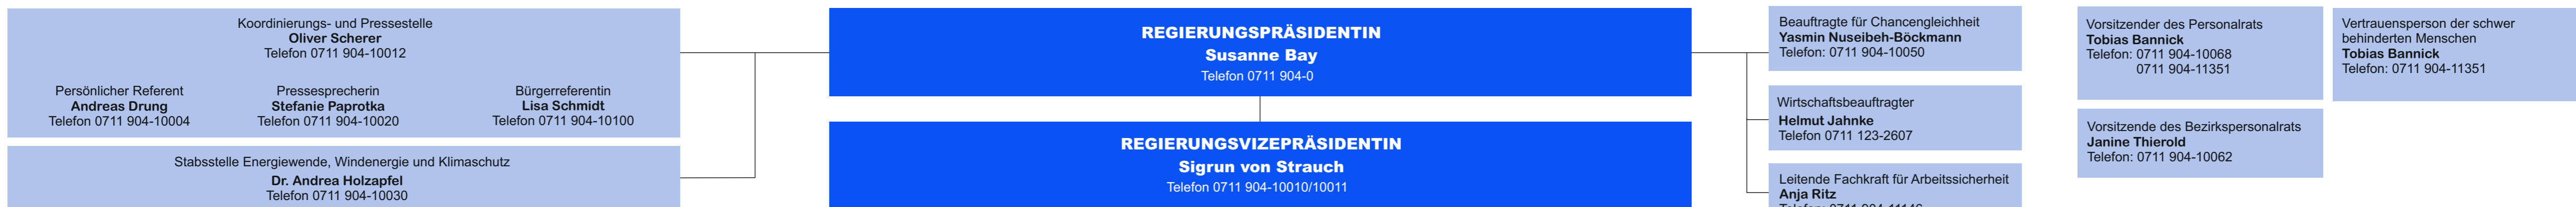 Koordinierungs- und Pressestelle
Oliver Scherer
Telefon 0711 904-10012
Persönlicher Referent
Andreas Drung
Telefon 0711 904-10004
Pressesprecherin
Stefanie Paprotka
Telefon 0711 904-10020
Bürgerreferentin
Lisa Schmidt
Telefon 0711 904-10100
Stabsstelle Energiewende, Windenergie und Klimaschutz
Dr. Andrea Holzapfel
Telefon 0711 904-10030
REGIERUNGSPRÄSIDENTIN
Susanne Bay
Telefon 0711 904-0
REGIERUNGSVIZEPRÄSIDENTIN
Sigrun von Strauch
Telefon 0711 904-10010/10011
Beauftragte für Chancengleichheit
Yasmin Nuseibeh-Böckmann
Telefon: 0711 904-10050
Wirtschaftsbeauftragter
Helmut Jahnke
Telefon 0711 123-2607
Leitende Fachkraft für Arbeitssicherheit
Anja Ritz
Telefon: 0711 904-11146
Vorsitzender des Personalrats
Tobias Bannick
Telefon: 0711 904-10068
0711 904-11351
Vorsitzende des Bezirkspersonalrats
Janine Thierold
Telefon: 0711 904-10062
Vertrauensperson der schwer
behinderten Menschen
Tobias Bannick
Telefon: 0711 904-11351